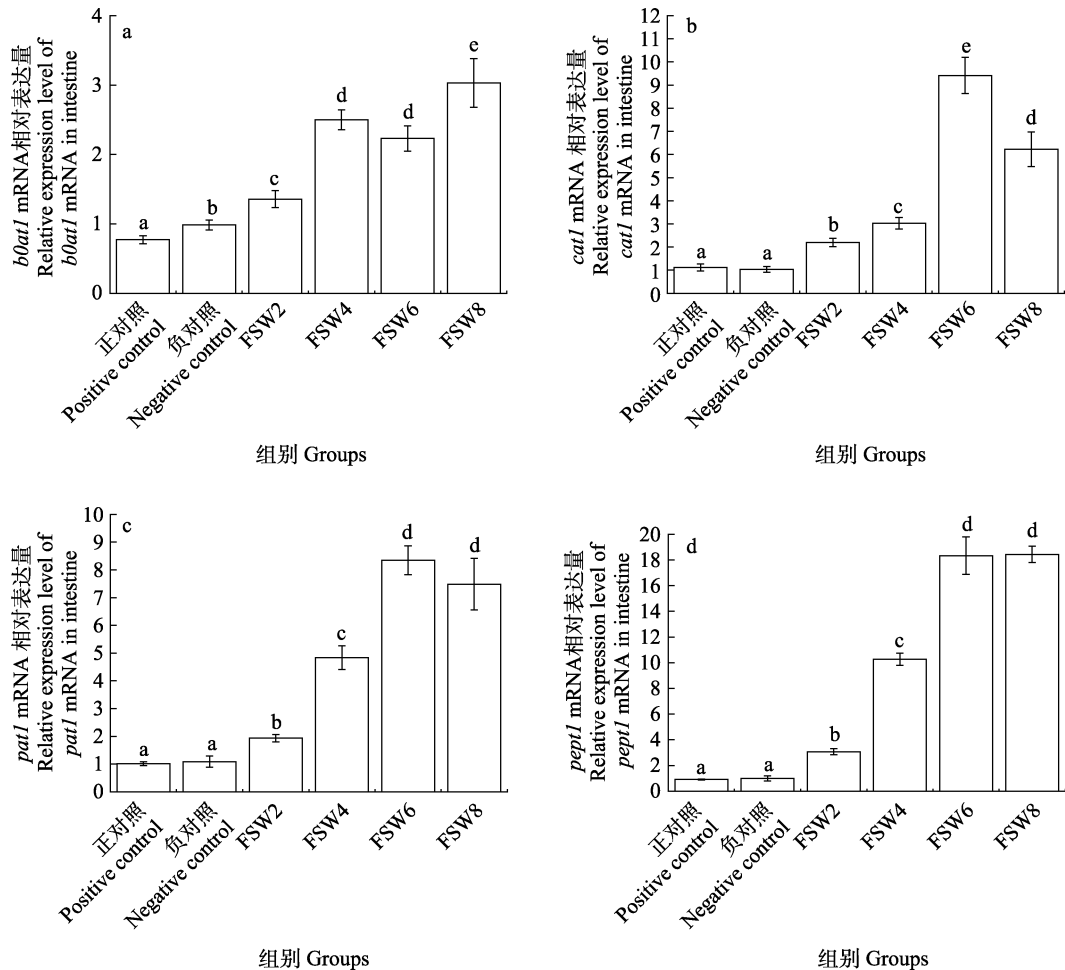 a
b0at1 mRNA相对表达量
Relative expression level of
b0at1 mRNA in intestine
4
3
2
1
0
a
b
c
d
d
e
正对照
Positive control
负对照
Negative control
FSW2
FSW4
FSW6
FSW8
组别 Groups
b
cat1 mRNA 相对表达量
Relative expression level of
cat1 mRNA in intestine
12
11
10
9
8
7
6
5
4
3
2
1
0
a
a
b
c
e
d
正对照
Positive control
负对照
Negative control
FSW2
FSW4
FSW6
FSW8
组别 Groups
c
pat1 mRNA 相对表达量
Relative expression level of
pat1 mRNA in intestine
10
9
8
7
6
5
4
3
2
1
0
a
a
b
c
d
d
正对照
Positive control
负对照
Negative control
FSW2
FSW4
FSW6
FSW8
组别 Groups
d
pept1 mRNA相对表达量
Relative expression level of
pept1 mRNA in intestine
20
18
16
14
12
10
8
6
4
2
0
a
a
b
c
d
d
正对照
Positive control
负对照
Negative control
FSW2
FSW4
FSW6
FSW8
组别 Groups